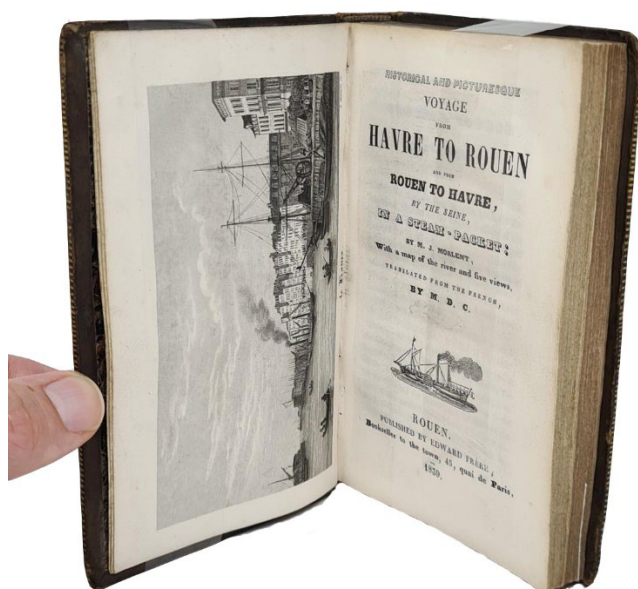 HISTORICAL AND PICTURESQUE
VOYAGE
FROM
HAVRE TO ROUEN
AND FROM
ROUEN TO HAVRE,
BY THE SEINE,
IN A STEAM-PACKET:
BY M. J. MORLENT,
With a map of the river and five views,
TRANSLATED FROM THE FRENCH,
BY M. D. C.
ROUEN.
PUBLISHED BY EDWARD FRÈRE,
Bookseller to the town, 45, quai de Paris,
1839.